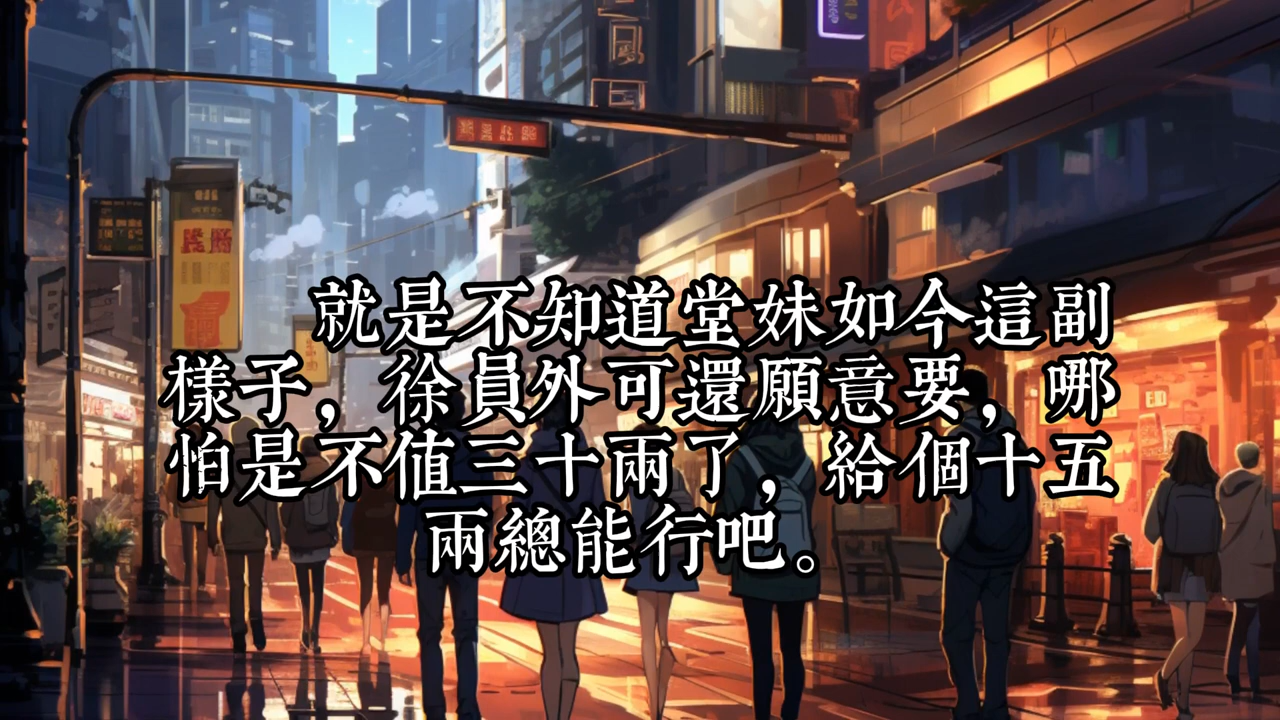 就是不知道堂妹如今這副
樣子，徐員外可還願意要，哪
怕是不值三十兩了，給個十五
兩總能行吧。